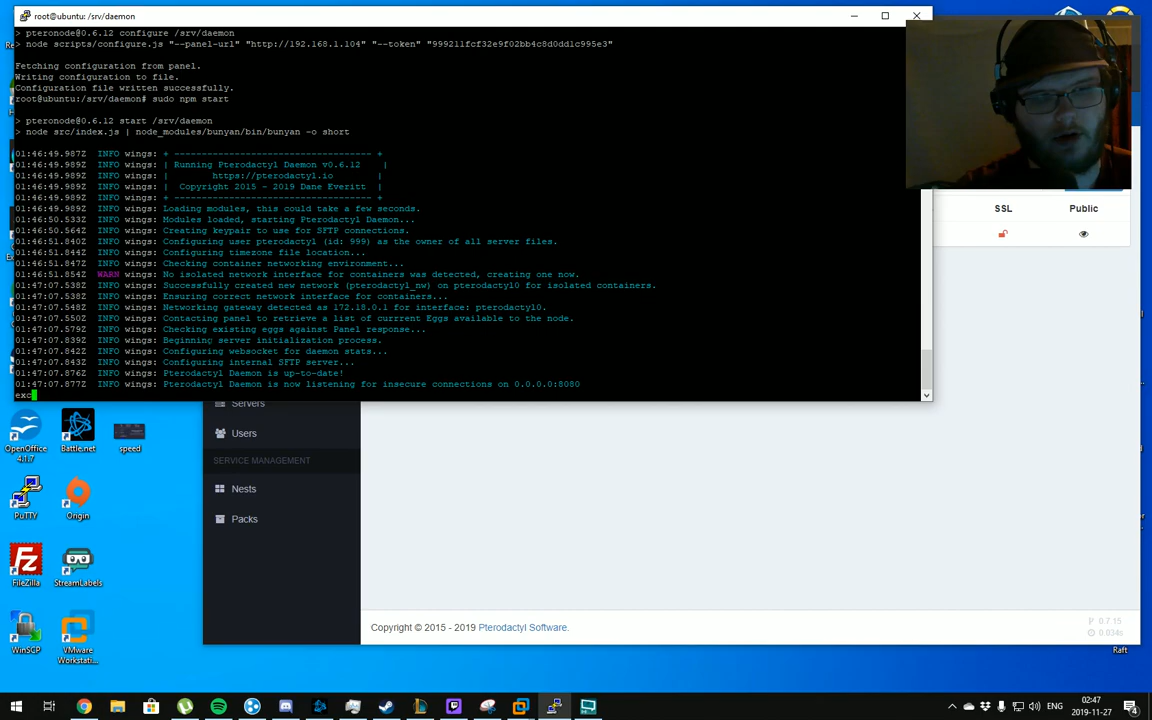 root@ubuntu: /srv/daemon
> pteronode@0.6.12 configure /srv/daemon
> node scripts/configure.js "--panel-url" "http://192.168.1.104" "--token" "999211fcf32e9f02bb4c8d0dd1c995e3"
Fetching configuration from panel.
Writing configuration to file.
Configuration file written successfully.
root@ubuntu:/srv/daemon# sudo npm start
> pteronode@0.6.12 start /srv/daemon
> node src/index.js | node_modules/bunyan/bin/bunyan -o short
01:46:49.987Z  INFO wings: + ------------------------------------ +
01:46:49.989Z  INFO wings: | Running Pterodactyl Daemon v0.6.12    |
01:46:49.989Z  INFO wings: |        https://pterodactyl.io        |
01:46:49.989Z  INFO wings: |  Copyright 2015 - 2019 Dane Everitt  |
01:46:49.989Z  INFO wings: + ------------------------------------ +
01:46:49.989Z  INFO wings: Loading modules, this could take a few seconds.
01:46:50.533Z  INFO wings: Modules loaded, starting Pterodactyl Daemon...
01:46:50.564Z  INFO wings: Creating keypair to use for SFTP connections.
01:46:51.840Z  INFO wings: Configuring user pterodactyl (id: 999) as the owner of all server files.
01:46:51.844Z  INFO wings: Configuring timezone file location...
01:46:51.847Z  INFO wings: Checking container networking environment...
01:46:51.854Z  WARN wings: No isolated network interface for containers was detected, creating one now.
01:47:07.538Z  INFO wings: Successfully created new network (pterodactyl_nw) on pterodactyl0 for isolated containers.
01:47:07.538Z  INFO wings: Ensuring correct network interface for containers...
01:47:07.548Z  INFO wings: Networking gateway detected as 172.18.0.1 for interface: pterodactyl0.
01:47:07.550Z  INFO wings: Contacting panel to retrieve a list of currrent Eggs available to the node.
01:47:07.579Z  INFO wings: Checking existing eggs against Panel response...
01:47:07.839Z  INFO wings: Beginning server initialization process.
01:47:07.842Z  INFO wings: Configuring websocket for daemon stats...
01:47:07.843Z  INFO wings: Configuring internal SFTP server...
01:47:07.876Z  INFO wings: Pterodactyl Daemon is up-to-date!
01:47:07.877Z  INFO wings: Pterodactyl Daemon is now listening for insecure connections on 0.0.0.0:8080
exc
SSL
Public
Servers
Users
SERVICE MANAGEMENT
Nests
Packs
Copyright © 2015 - 2019 Pterodactyl Software.
0.7.15
0.034s
OpenOffice 4.1.7
Battle.net
speed
PuTTY
Origin
FileZilla
StreamLabels
WinSCP
VMware Workstati...
Raft
ENG
02:47
2019-11-27
4